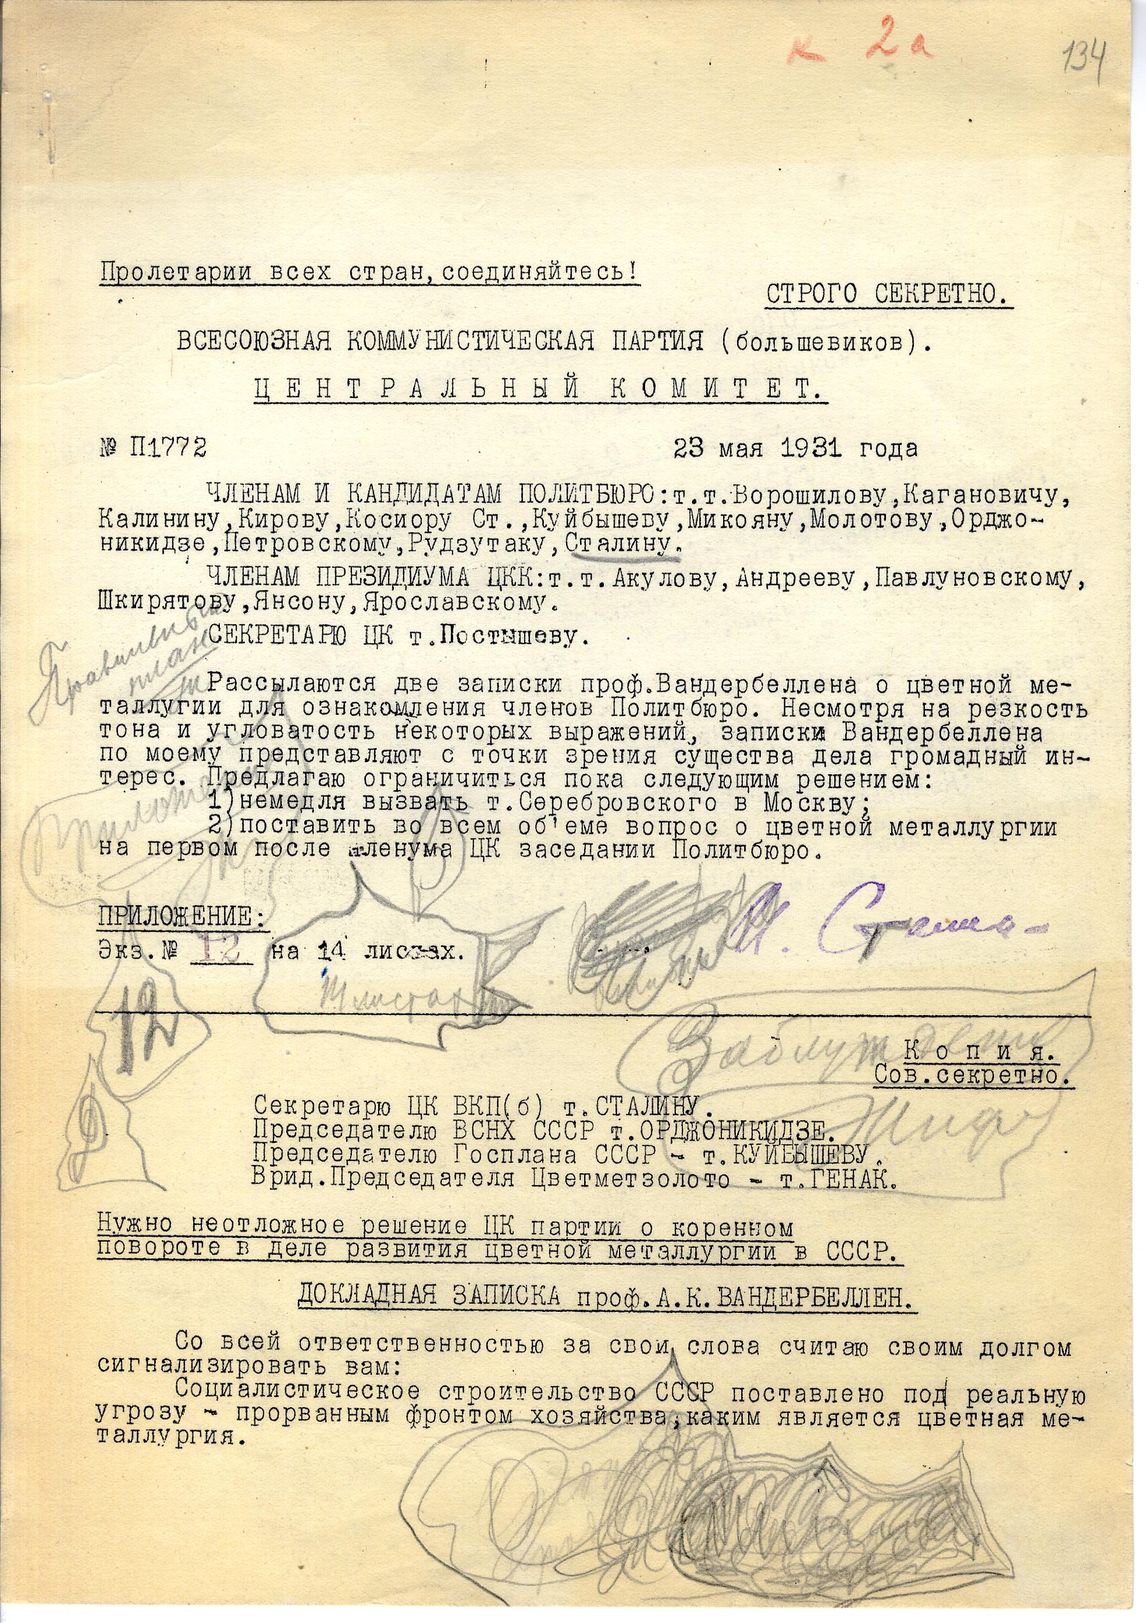 к 2а
134
Пролетарии всех стран, соединяйтесь!
СТРОГО СЕКРЕТНО.
ВСЕСОЮЗНАЯ КОММУНИСТИЧЕСКАЯ ПАРТИЯ (большевиков).
ЦЕНТРАЛЬНЫЙ КОМИТЕТ.
№ П1772
23 мая 1931 года
ЧЛЕНАМ И КАНДИДАТАМ ПОЛИТБЮРО: т.т. Ворошилову, Кагановичу,
Калинину, Кирову, Косиору Ст., Куйбышеву, Микояну, Молотову, Орджо-
никидзе, Петровскому, Рудзутаку, Сталину.
ЧЛЕНАМ ПРЕЗИДИУМА ЦКК: т.т. Акулову, Андрееву, Павлуновскому,
Шкирятову, Янсону, Ярославскому.
СЕКРЕТАРЮ ЦК т. Постышеву.
Правильный
план
Рассылаются две записки проф. Вандербеллена о цветной ме-
таллугии для ознакомления членов Политбюро. Несмотря на резкость
тона и угловатость некоторых выражений, записки Вандербеллена
по моему представляют с точки зрения существа дела громадный ин-
терес. Предлагаю ограничиться пока следующим решением:
1) немедля вызвать т. Серебровского в Москву;
2) поставить во всем об'еме вопрос о цветной металлургии
на первом после пленума ЦК заседании Политбюро.
Приложение
ПРИЛОЖЕНИЕ:
Экз. № 12 на 14 листах.
И. Сталин
12
Заблуждение
Копия.
Сов. секретно.
Секретарю ЦК ВКП(б) т. СТАЛИНУ.
Председателю ВСНХ СССР т. ОРДЖОНИКИДЗЕ.
Председателю Госплана СССР - т. КУЙБЫШЕВУ.
Врид. Председателя Цветметзолото - т. ГЕНАК.
Нужно неотложное решение ЦК партии о коренном
повороте в деле развития цветной металлургии в СССР.
ДОКЛАДНАЯ ЗАПИСКА проф. А.К. ВАНДЕРБЕЛЛЕН.
Со всей ответственностью за свои слова считаю своим долгом
сигнализировать вам:
Социалистическое строительство СССР поставлено под реальную
угрозу - прорванным фронтом хозяйства, каким является цветная ме-
таллургия.